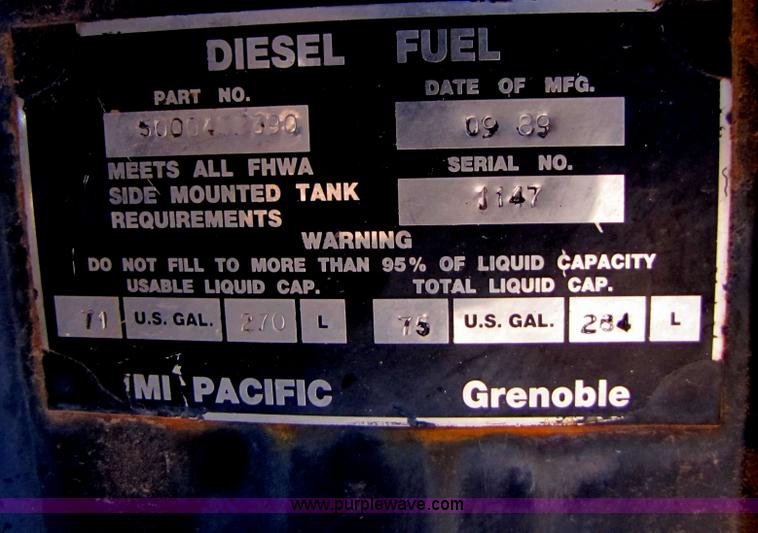 DIESEL FUEL
PART NO.
DATE OF MFG.
09 89
MEETS ALL FHWA
SIDE MOUNTED TANK
REQUIREMENTS
SERIAL NO.
1147
WARNING
DO NOT FILL TO MORE THAN 95% OF LIQUID CAPACITY
USABLE LIQUID CAP. TOTAL LIQUID CAP.
71 U.S. GAL. 270 L 75 U.S. GAL. 284 L
IMI PACIFIC Grenoble
www.purplewave.com